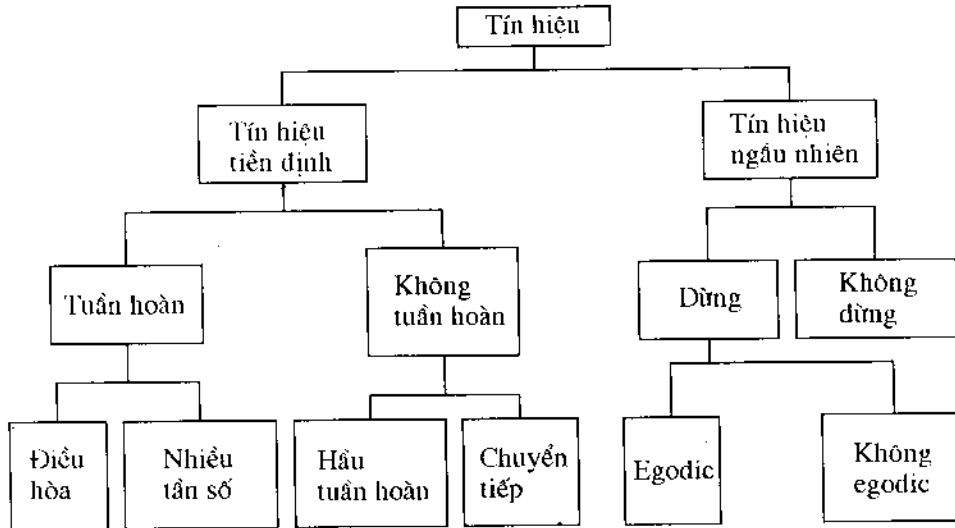 Tín hiệu
Tín hiệu
tiền định
Tín hiệu
ngẫu nhiên
Tuần hoàn
Không
tuần hoàn
Dừng
Không
dừng
Điều
hòa
Nhiều
tần số
Hầu
tuần hoàn
Chuyển
tiếp
Egodic
Không
egodic